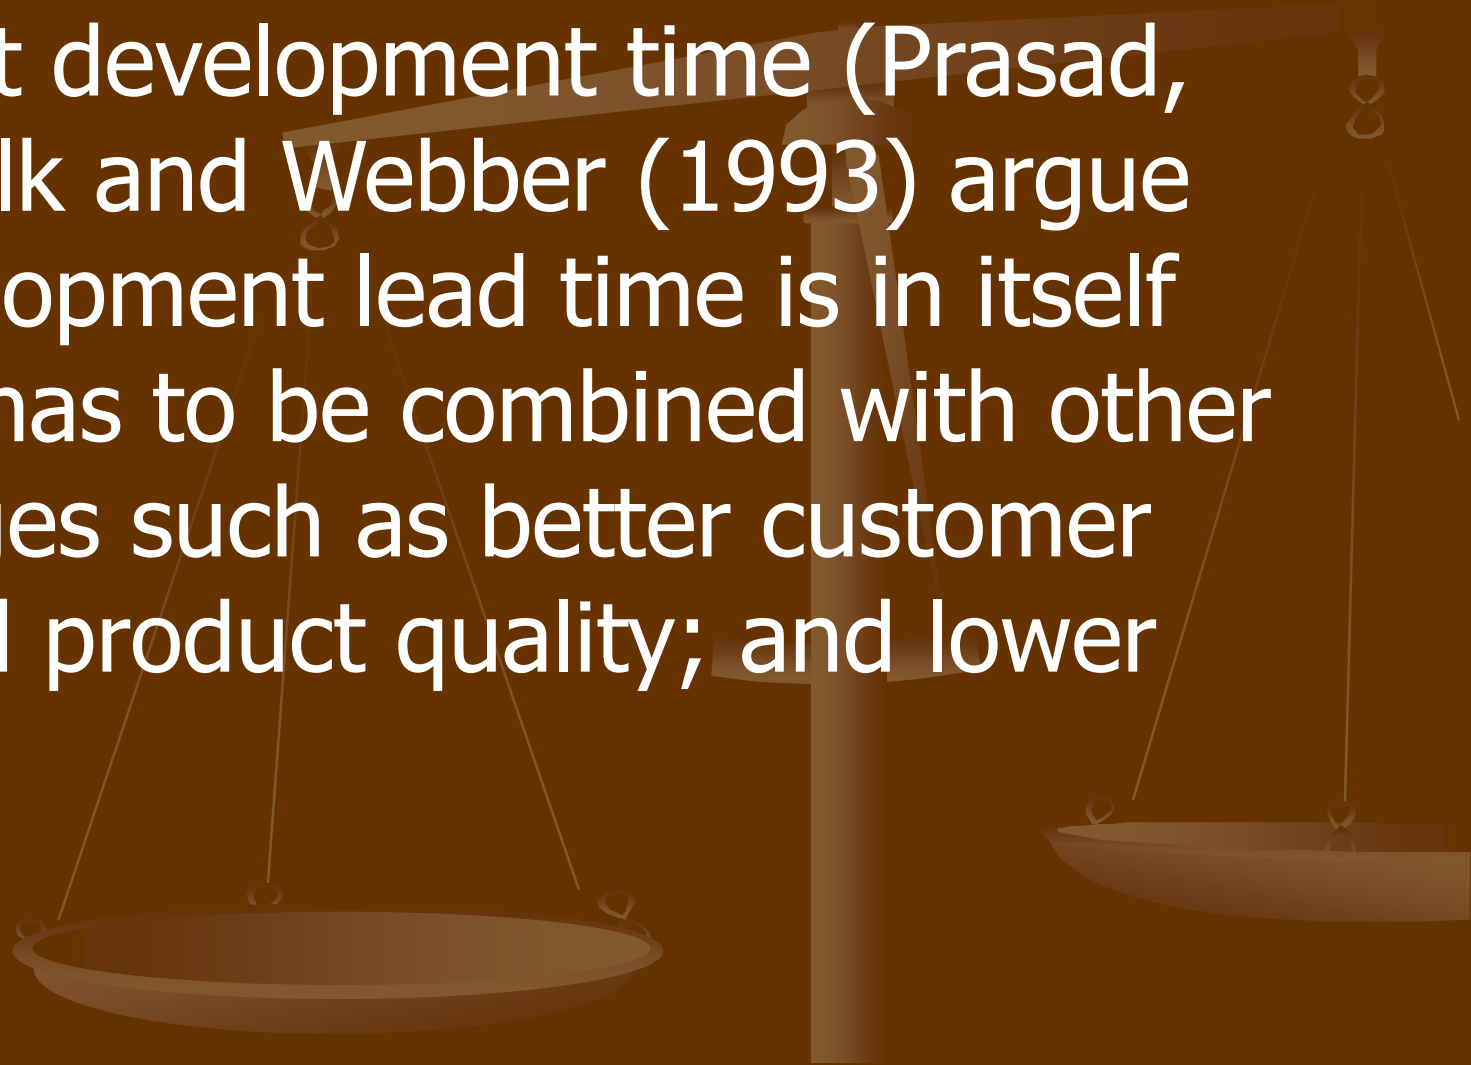 t development time (Prasad,
lk and Webber (1993) argue
opment lead time is in itself
has to be combined with other
ges such as better customer
product quality; and lower